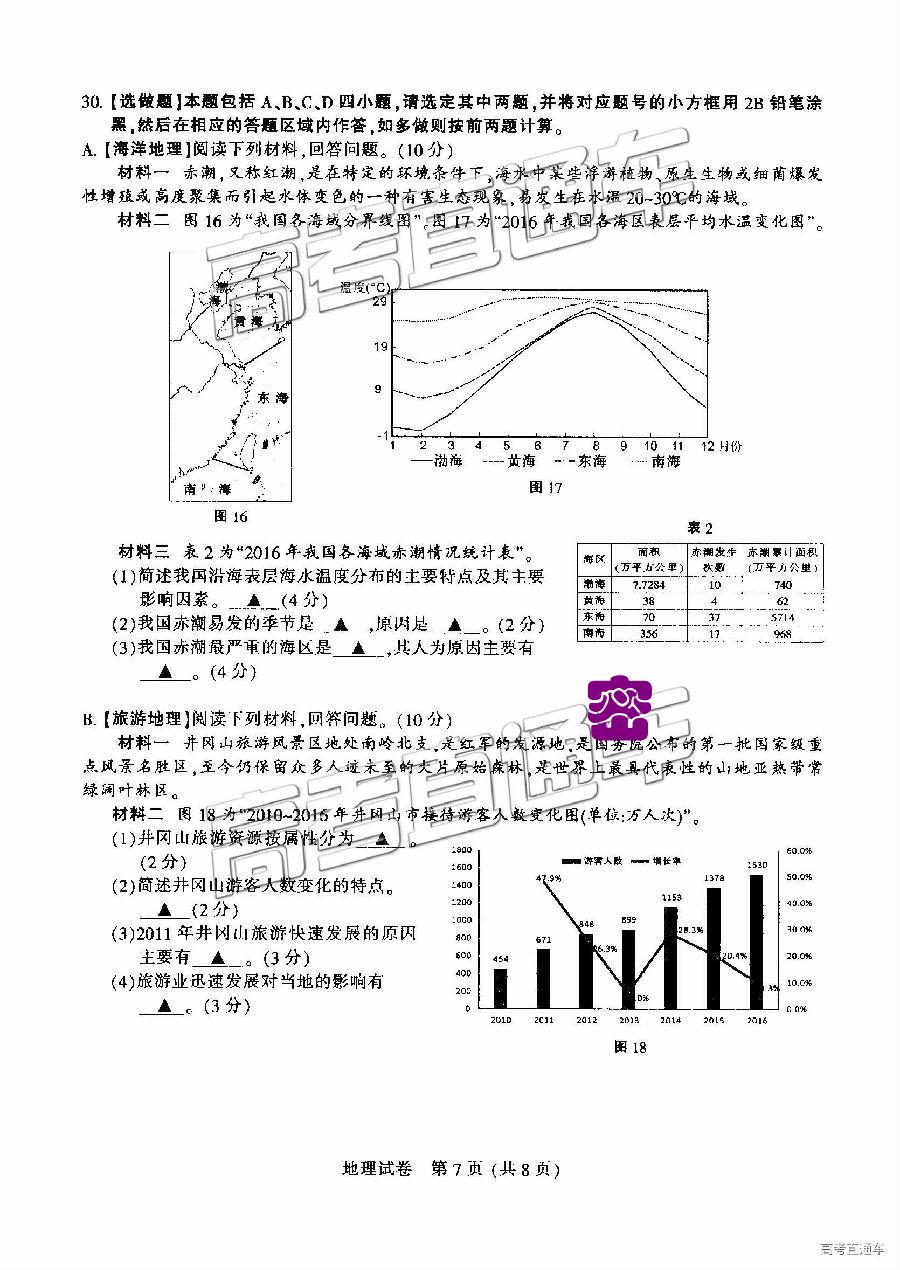 30.【选做题】本题包括 A、B、C、D 四小题,请选定其中两题,并将对应题号的小方框用 2B 铅笔涂
黑,然后在相应的答题区域内作答,如多做则按前两题计算。
A.【海洋地理】阅读下列材料,回答问题。(10 分)
材料一 赤潮,又称红潮,是在特定的环境条件下,海水中某些浮游植物、原生生物或细菌爆发
性增殖或高度聚集而引起水体变色的一种有害生态现象,易发生在水温 20-30℃的海域。
材料二 图 16 为“我国各海域分界线图”。图 17 为“2016 年我国各海区表层平均水温变化图”。
渤
海
黄 海
东 海
南 海
图 16
温度(℃)
29
19
9
-1
1 2 3 4 5 6 7 8 9 10 11 12 月份
渤海 黄海 东海 南海
图 17
材料三 表 2 为“2016 年我国各海域赤潮情况统计表”。
(1)简述我国沿海表层海水温度分布的主要特点及其主要
影响因素。 ▲ (4 分)
(2)我国赤潮易发的季节是 ▲ ,原因是 ▲ 。(2 分)
(3)我国赤潮最严重的海区是 ▲ ,其人为原因主要有
▲ 。(4 分)
表 2
海区 面积(万平方公里) 赤潮发生次数 赤潮累计面积(万平方公里)
渤海 7.7284 10 740
黄海 38 4 62
东海 70 37 5714
南海 356 17 968
密
B.【旅游地理】阅读下列材料,回答问题。(10 分)
材料一 井冈山旅游风景区地处南岭北支,是红军的发源地,是国务院公布的第一批国家级重
点风景名胜区,至今仍保留众多人迹未至的大片原始森林,是世界上最具代表性的山地亚热带常
绿阔叶林区。
材料二 图 18 为“2010~2016 年井冈山市接待游客人数变化图(单位:万人次)”。
(1)井冈山旅游资源按属性分为 ▲ 。
(2 分)
(2)简述井冈山游客人数变化的特点。
▲ (2 分)
(3)2011 年井冈山旅游快速发展的原因
主要有 ▲ 。(3 分)
(4)旅游业迅速发展对当地的影响有
▲ 。(3 分)
游客人数 增长率
1800
1600
1400
1200
1000
800
600
400
200
0
60.0%
50.0%
40.0%
30.0%
20.0%
10.0%
0.0%
454 671 848 899 1153 1378 1530
47.9% 26.3% 28.3% 20.4%
2010 2011 2012 2013 2014 2015 2016
图 18
地理试卷 第 7 页 (共 8 页)
高考直通车
高考直通车
高考直通车